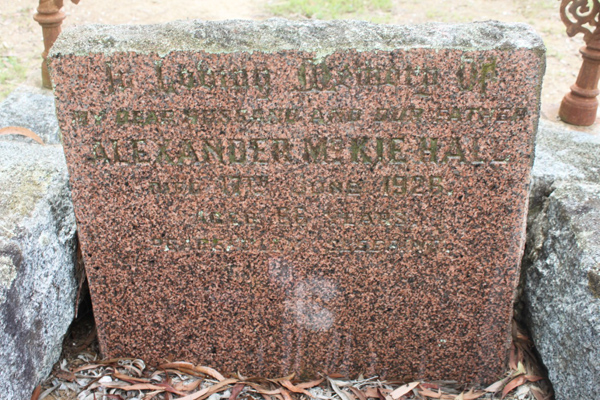 In Loving Memory Of
MY DEAR HUSBAND AND OUR FATHER
ALEXANDER McKIE HALL
DIED 17TH JUNE 1926
AGED 68 YEARS